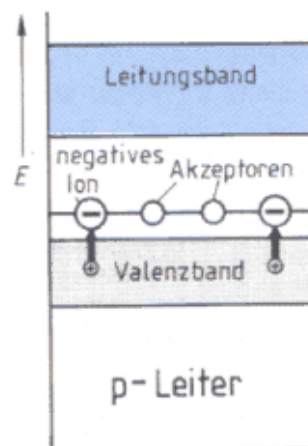 Leitungsband
E
negatives
Ion
Akzeptoren
−
−
+
+
Valenzband
p-Leiter